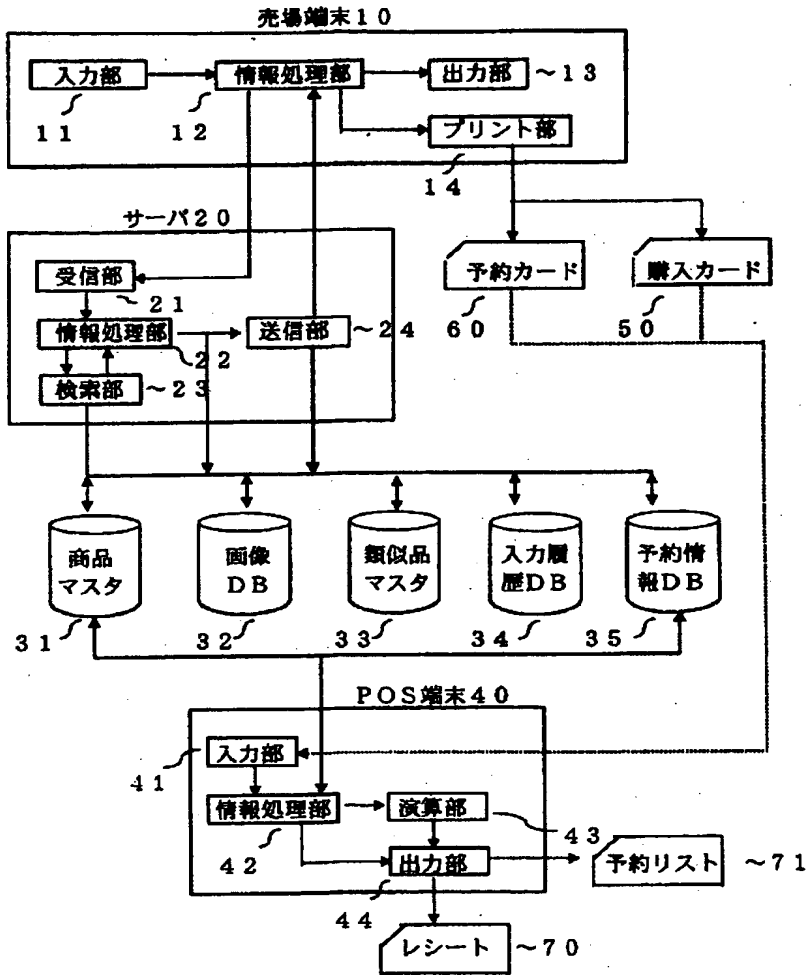 売場端末10
入力部
情報処理部
出力部
~13
11
12
プリント部
14
サーバ20
受信部
21
予約カード
購入カード
情報処理部
送信部
~24
60
50
22
検索部
~23
商品
マスタ
画像
DB
類似品
マスタ
入力履
歴DB
予約情
報DB
31
32
33
34
35
POS端末40
入力部
41
情報処理部
演算部
42
43
出力部
予約リスト
~71
44
レシート
~70